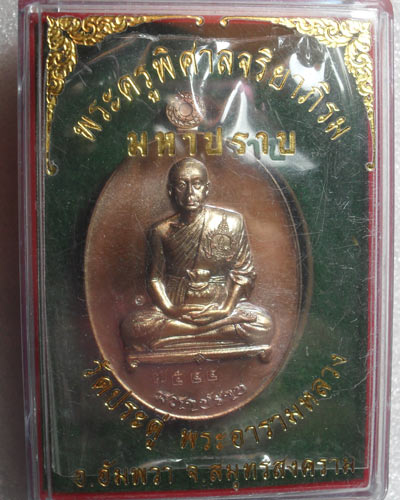 พระครูพิศาลจริยาภิรม
มหาปราบ
วัดประดู่ พระอารามหลวง
อ.อัมพวา จ.สมุทรสงคราม